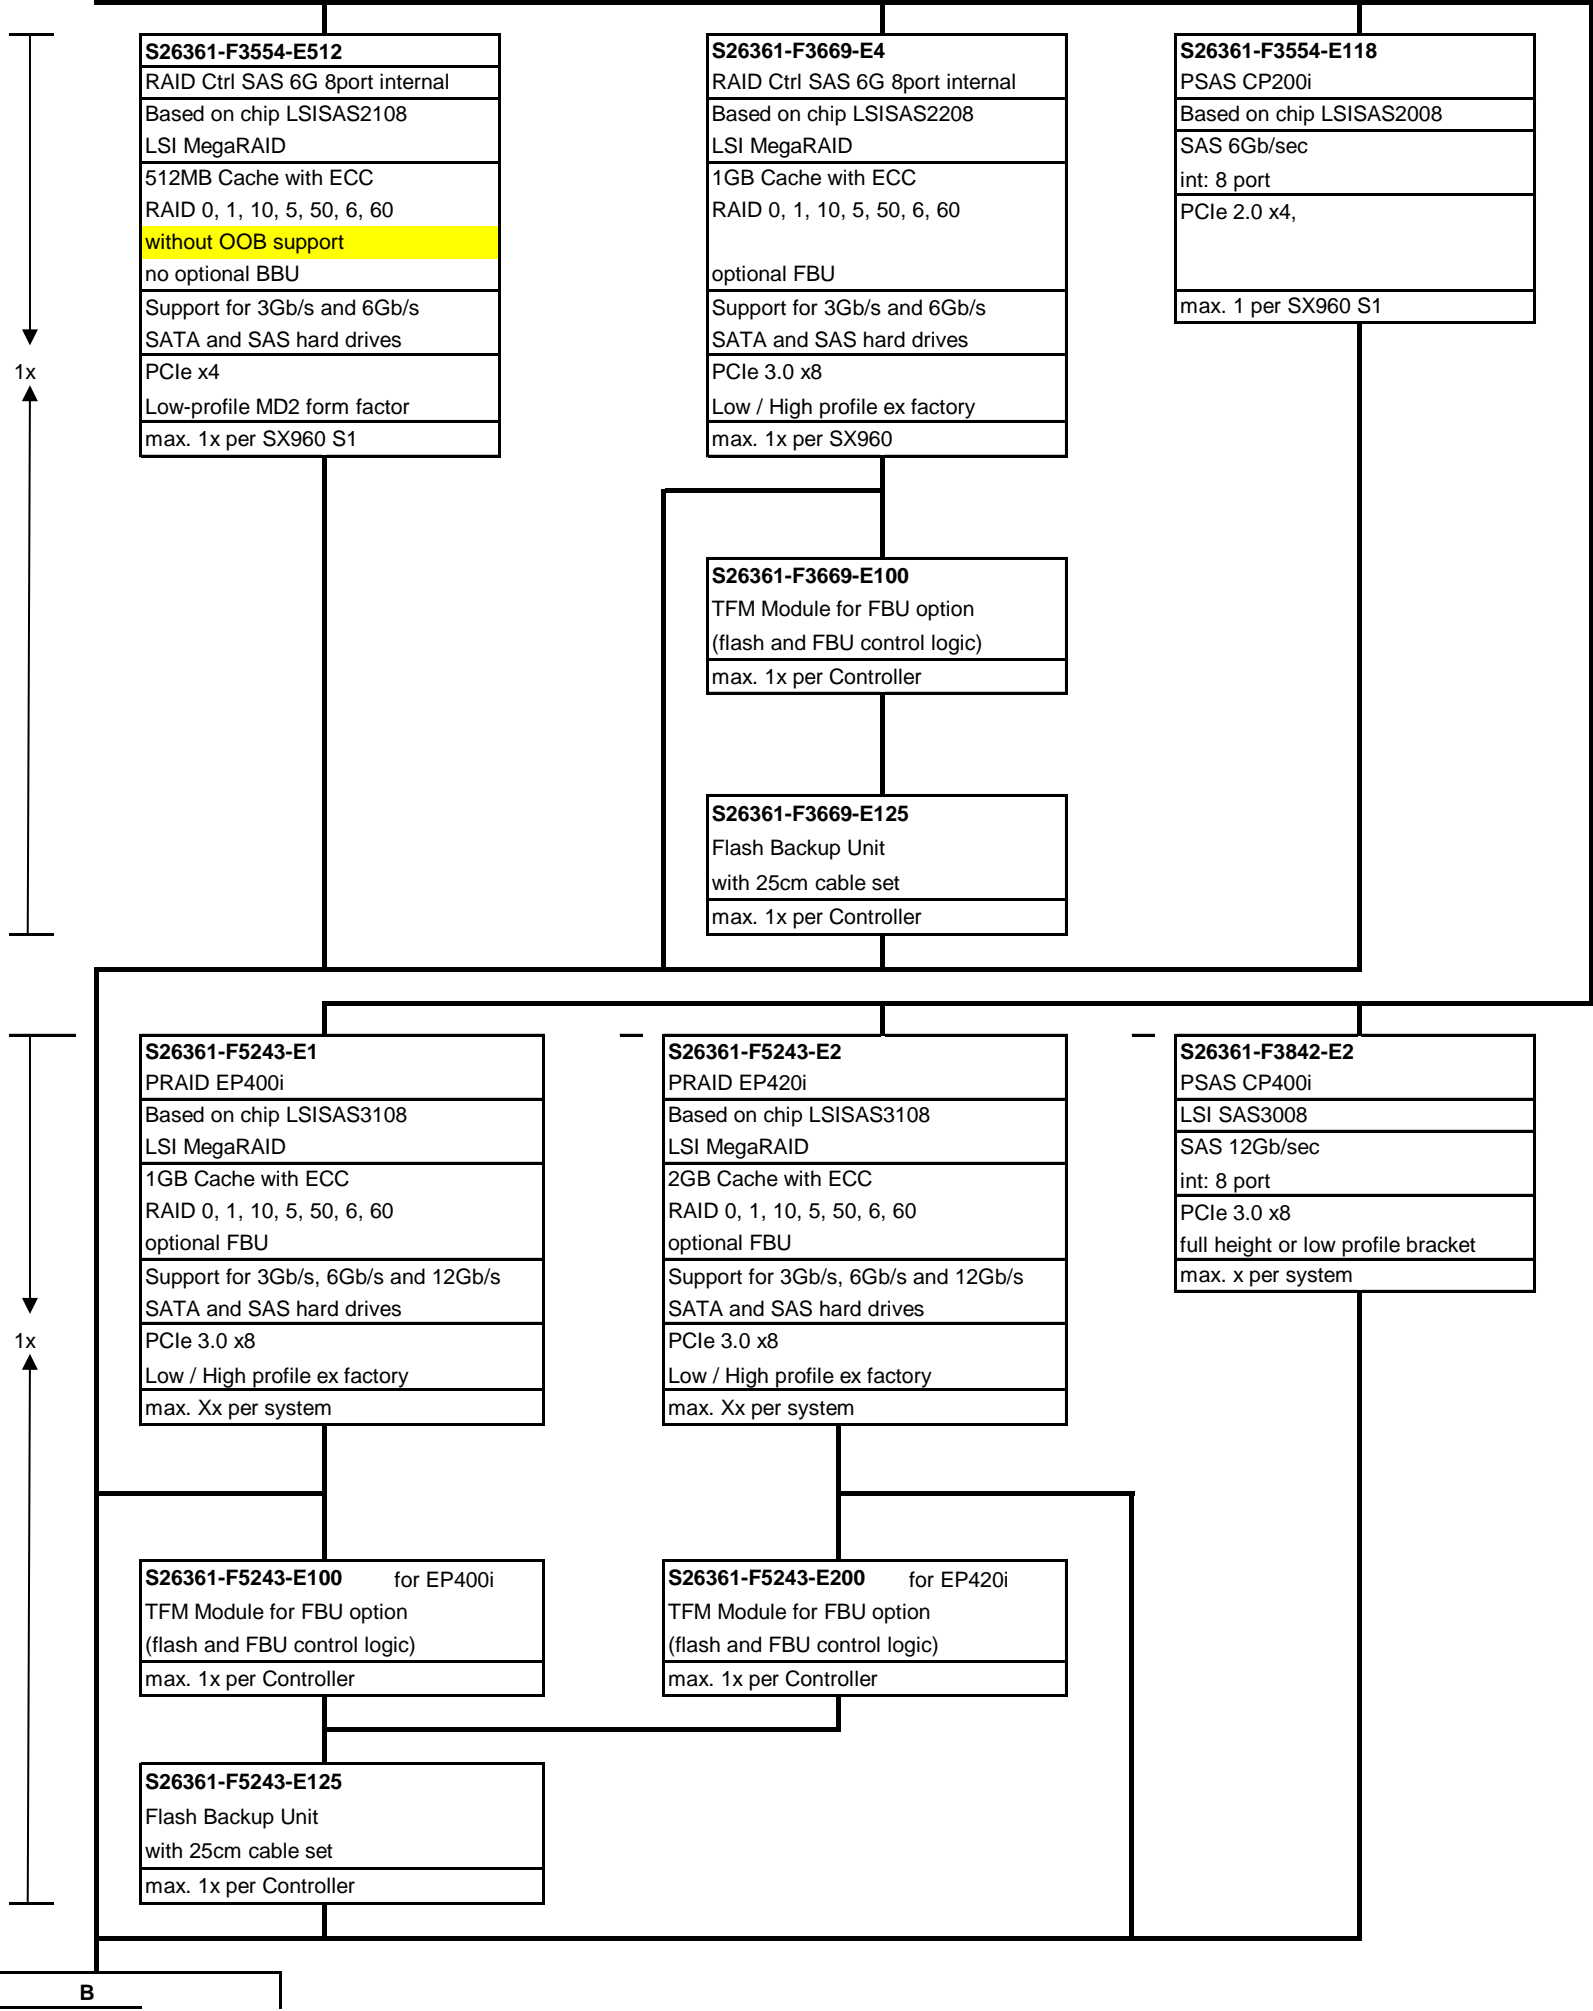 S26361-F3554-E512
RAID Ctrl SAS 6G 8port internal
Based on chip LSISAS2108
LSI MegaRAID
512MB Cache with ECC
RAID 0, 1, 10, 5, 50, 6, 60
without OOB support
no optional BBU
Support for 3Gb/s and 6Gb/s
SATA and SAS hard drives
PCIe x4
Low-profile MD2 form factor
max. 1x per SX960 S1
S26361-F3669-E4
RAID Ctrl SAS 6G 8port internal
Based on chip LSISAS2208
LSI MegaRAID
1GB Cache with ECC
RAID 0, 1, 10, 5, 50, 6, 60
optional FBU
Support for 3Gb/s and 6Gb/s
SATA and SAS hard drives
PCIe 3.0 x8
Low / High profile ex factory
max. 1x per SX960
S26361-F3554-E118
PSAS CP200i
Based on chip LSISAS2008
SAS 6Gb/sec
int: 8 port
PCIe 2.0 x4,
max. 1 per SX960 S1
1x
S26361-F3669-E100
TFM Module for FBU option
(flash and FBU control logic)
max. 1x per Controller
S26361-F3669-E125
Flash Backup Unit
with 25cm cable set
max. 1x per Controller
S26361-F5243-E1
PRAID EP400i
Based on chip LSISAS3108
LSI MegaRAID
1GB Cache with ECC
RAID 0, 1, 10, 5, 50, 6, 60
optional FBU
Support for 3Gb/s, 6Gb/s and 12Gb/s
SATA and SAS hard drives
PCIe 3.0 x8
Low / High profile ex factory
max. Xx per system
S26361-F5243-E2
PRAID EP420i
Based on chip LSISAS3108
LSI MegaRAID
2GB Cache with ECC
RAID 0, 1, 10, 5, 50, 6, 60
optional FBU
Support for 3Gb/s, 6Gb/s and 12Gb/s
SATA and SAS hard drives
PCIe 3.0 x8
Low / High profile ex factory
max. Xx per system
S26361-F3842-E2
PSAS CP400i
LSI SAS3008
SAS 12Gb/sec
int: 8 port
PCIe 3.0 x8
full height or low profile bracket
max. x per system
1x
S26361-F5243-E100 for EP400i
TFM Module for FBU option
(flash and FBU control logic)
max. 1x per Controller
S26361-F5243-E200 for EP420i
TFM Module for FBU option
(flash and FBU control logic)
max. 1x per Controller
S26361-F5243-E125
Flash Backup Unit
with 25cm cable set
max. 1x per Controller
B